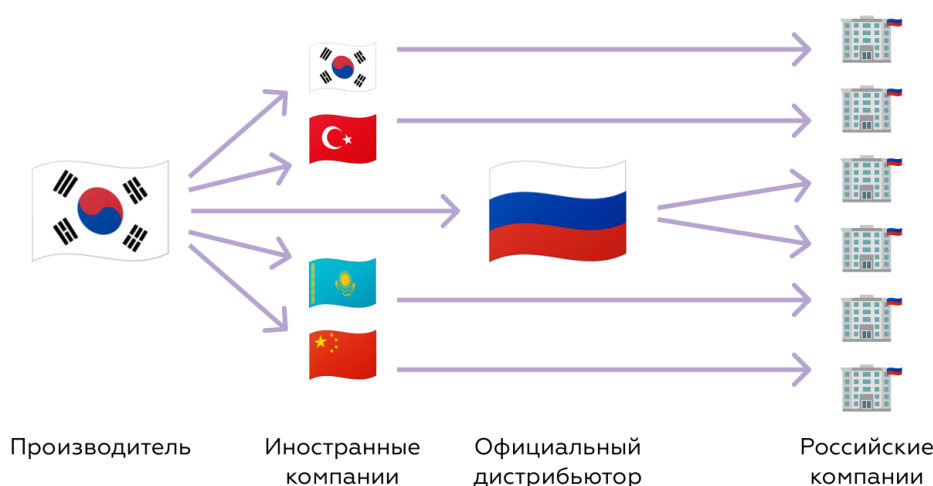 Производитель
Иностранные
компании
Официальный
дистрибьютор
Российские
компании